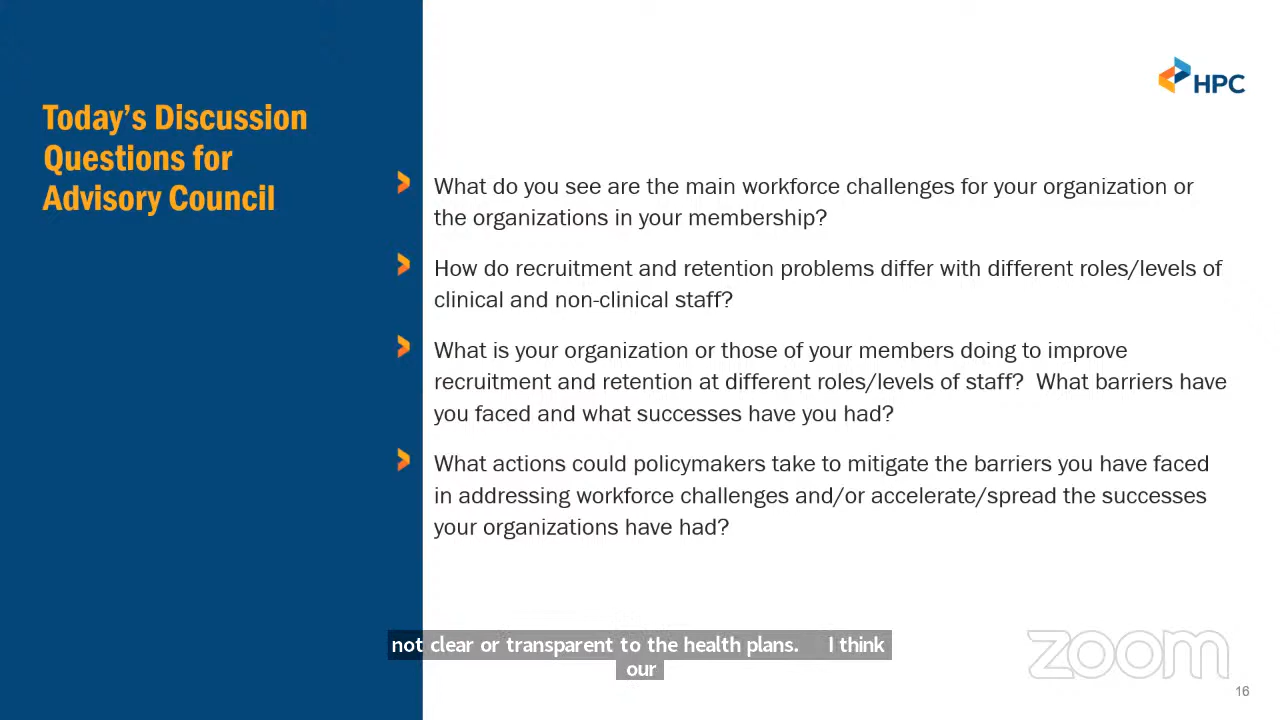 Today's Discussion
Questions for
Advisory Council
HPC
What do you see are the main workforce challenges for your organization or
the organizations in your membership?
How do recruitment and retention problems differ with different roles/levels of
clinical and non-clinical staff?
What is your organization or those of your members doing to improve
recruitment and retention at different roles/levels of staff?  What barriers have
you faced and what successes have you had?
What actions could policymakers take to mitigate the barriers you have faced
in addressing workforce challenges and/or accelerate/spread the successes
your organizations have had?
not clear or transparent to the health plans.    I think
our
zoom
16